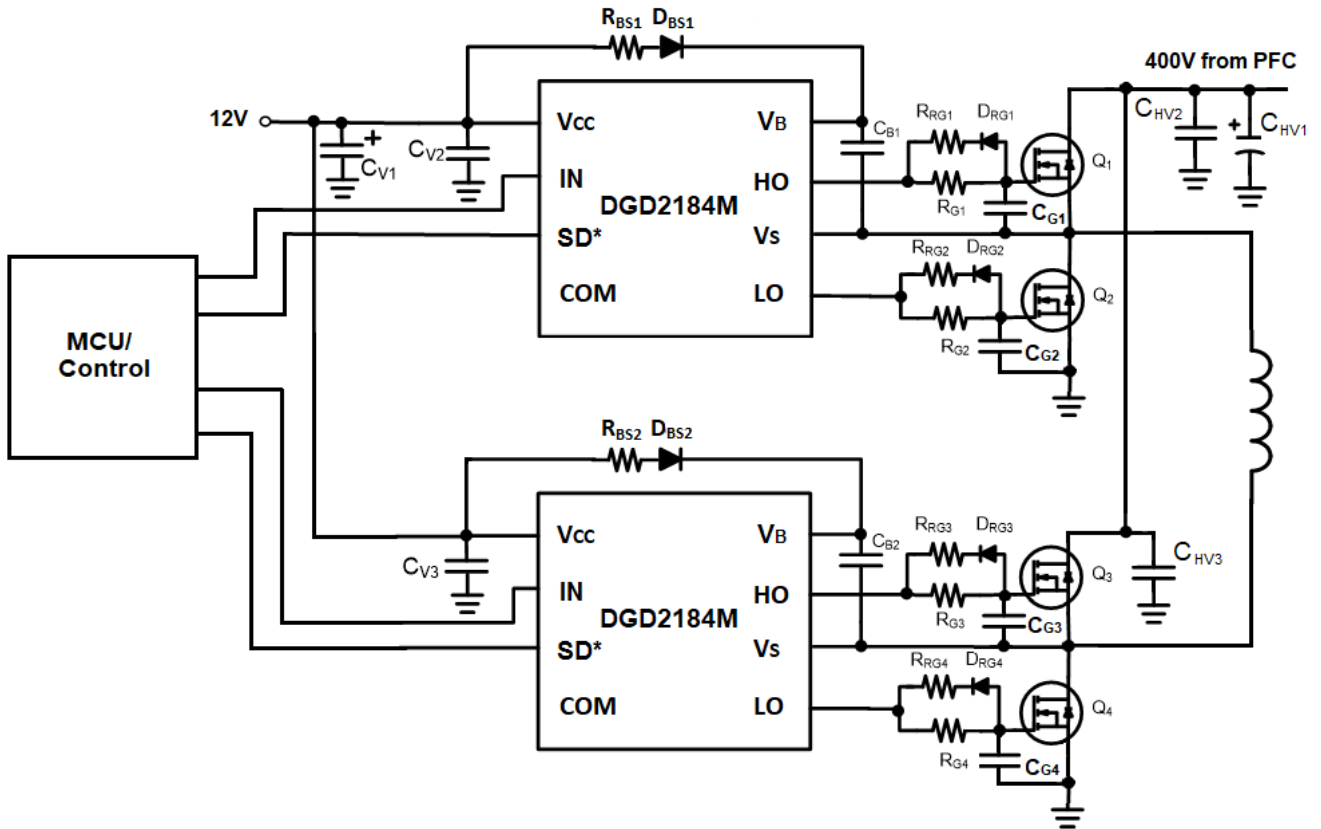 RBS1 DBS1
400V from PFC
12V
CV1
CV2
VCC
IN
SD*
COM
DGD2184M
VB
HO
VS
LO
CB1
RRG1
DRG1
RG1
CG1
Q1
CHV2
CHV1
RRG2
DRG2
RG2
CG2
Q2
MCU/
Control
RBS2 DBS2
CV3
VCC
IN
SD*
COM
DGD2184M
VB
HO
VS
LO
CB2
RRG3
DRG3
RG3
CG3
Q3
CHV3
RRG4
DRG4
RG4
CG4
Q4